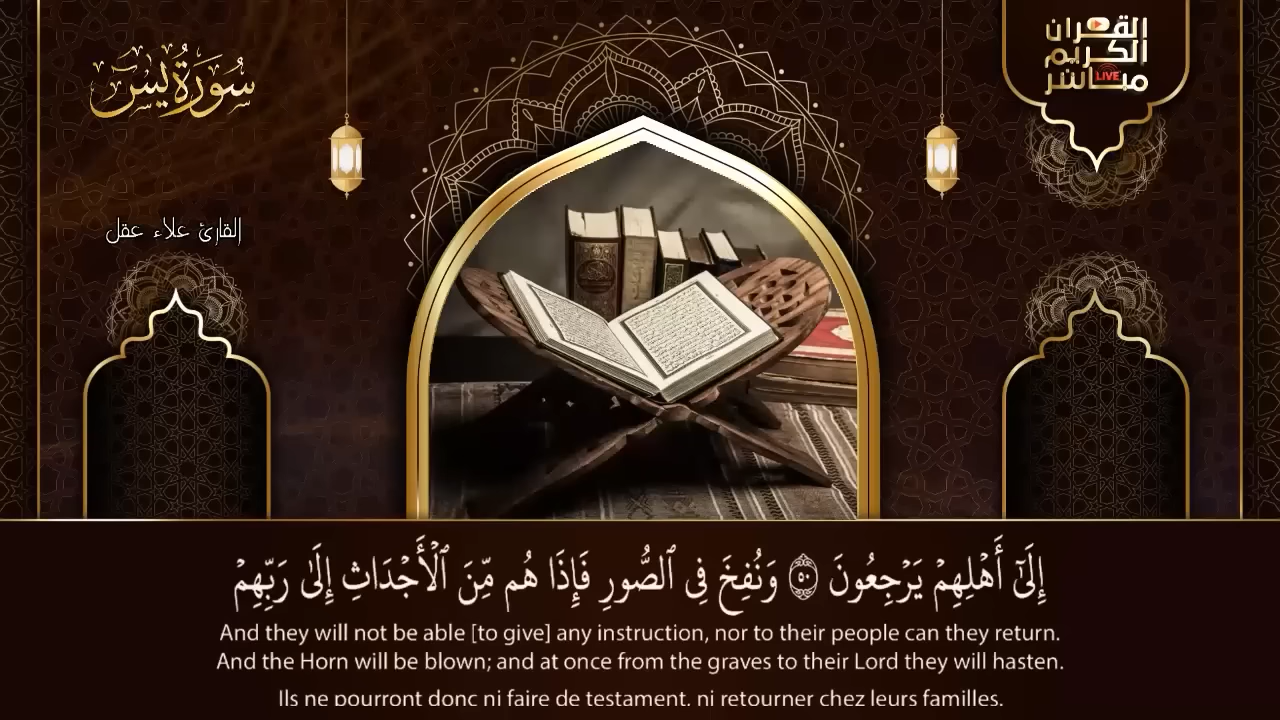 سُورَةُ يس
القران
الكريم
مباشر
LIVE
القارئ علاء عقل
إِلَىٰٓ أَهْلِهِمْ يَرْجِعُونَ ۝٥٠ وَنُفِخَ فِى ٱلصُّورِ فَإِذَا هُم مِّنَ ٱلْأَجْدَاثِ إِلَىٰ رَبِّهِمْ
And they will not be able [to give] any instruction, nor to their people can they return.
And the Horn will be blown; and at once from the graves to their Lord they will hasten.
Ils ne pourront donc ni faire de testament, ni retourner chez leurs familles.